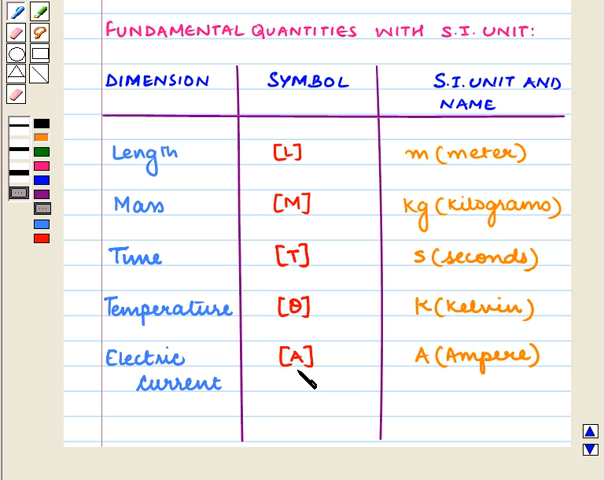 FUNDAMENTAL QUANTITIES WITH S.I. UNIT:
DIMENSION SYMBOL S.I. UNIT AND NAME
Length [L] m (meter)
Mass [M] Kg (Kilograms)
Time [T] s (seconds)
Temperature [θ] K (Kelvin)
Electric Current [A] A (Ampere)